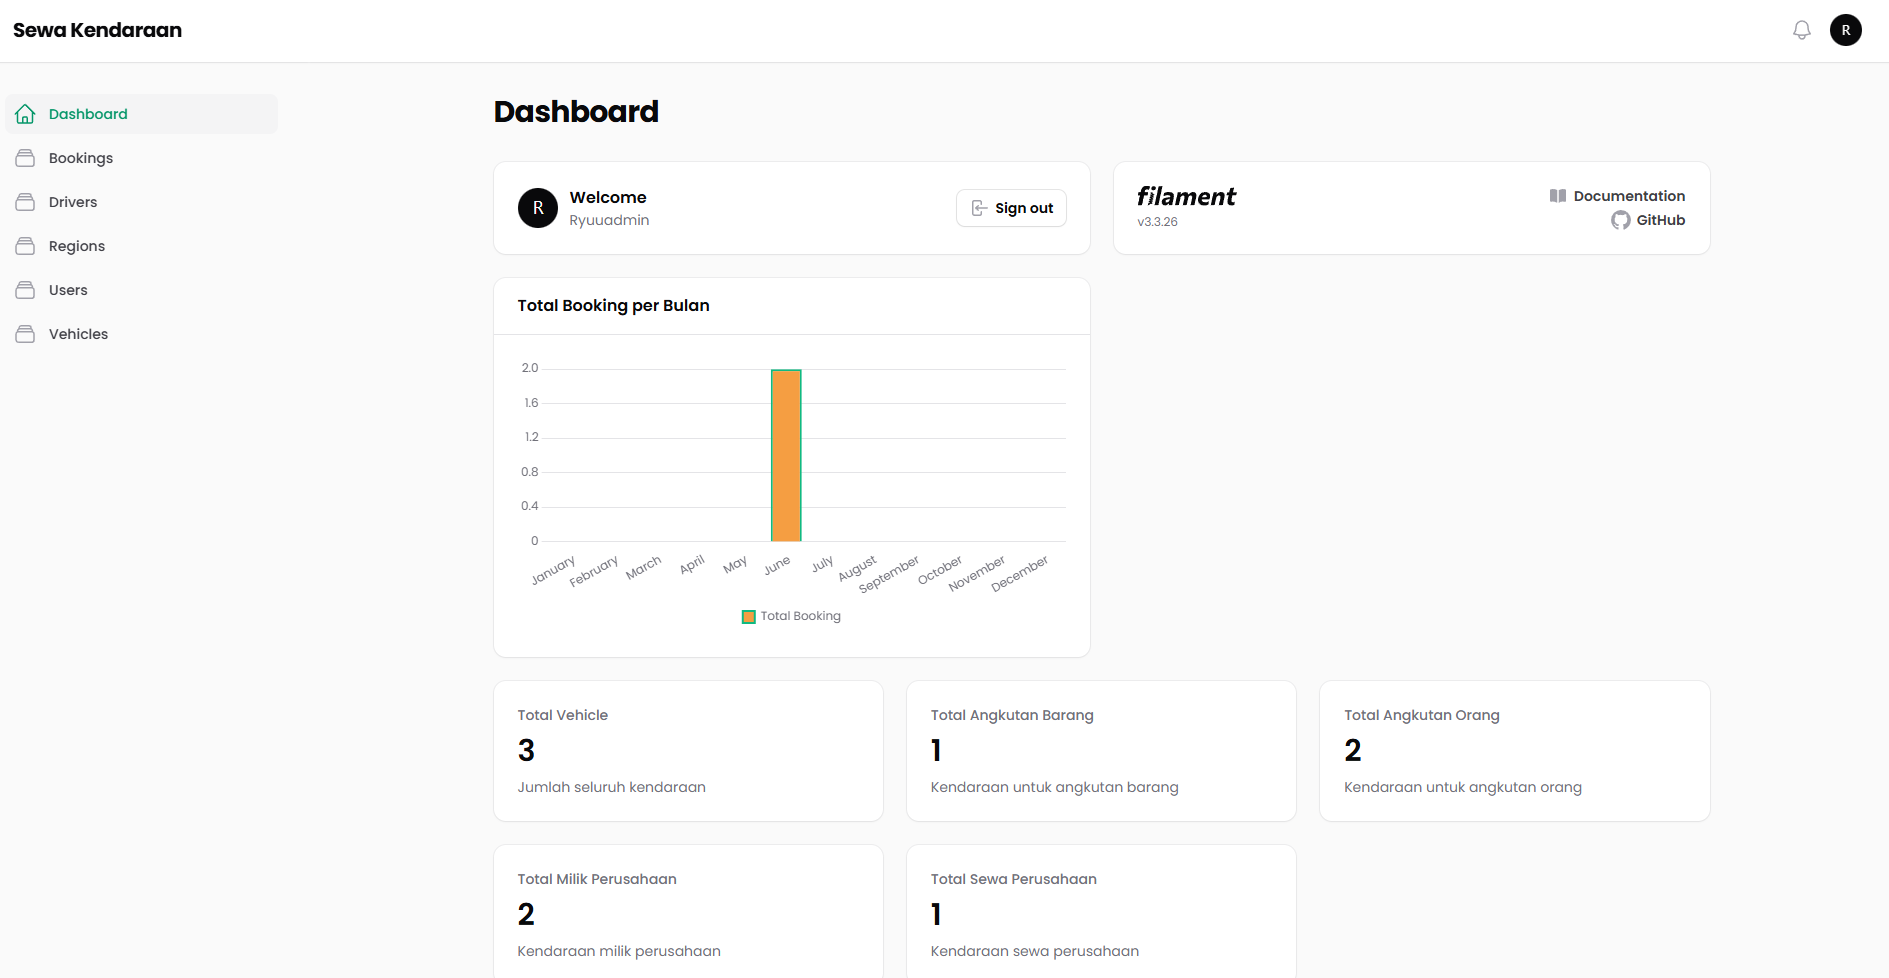 Sewa Kendaraan
R
Dashboard
Bookings
Drivers
Regions
Users
Vehicles
Dashboard
R
Welcome
Ryuuadmin
Sign out
filament
v3.3.26
Documentation
GitHub
Total Booking per Bulan
2.0
1.6
1.2
0.8
0.4
0
January February March April May June July August September October November December
Total Booking
Total Vehicle
3
Jumlah seluruh kendaraan
Total Angkutan Barang
1
Kendaraan untuk angkutan barang
Total Angkutan Orang
2
Kendaraan untuk angkutan orang
Total Milik Perusahaan
2
Kendaraan milik perusahaan
Total Sewa Perusahaan
1
Kendaraan sewa perusahaan